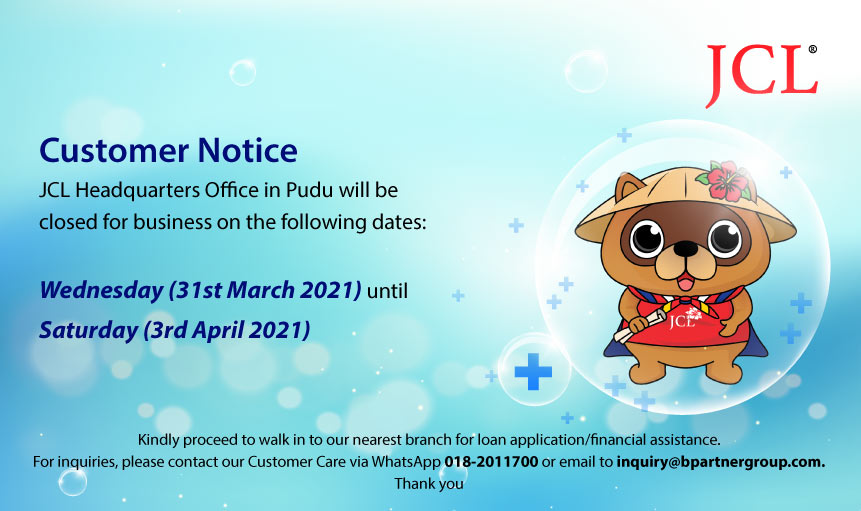 JCL®
Customer Notice
JCL Headquarters Office in Pudu will be
closed for business on the following dates:
Wednesday (31st March 2021) until
Saturday (3rd April 2021)
JCL
Kindly proceed to walk in to our nearest branch for loan application/financial assistance.
For inquiries, please contact our Customer Care via WhatsApp 018-2011700 or email to inquiry@bpartnergroup.com.
Thank you